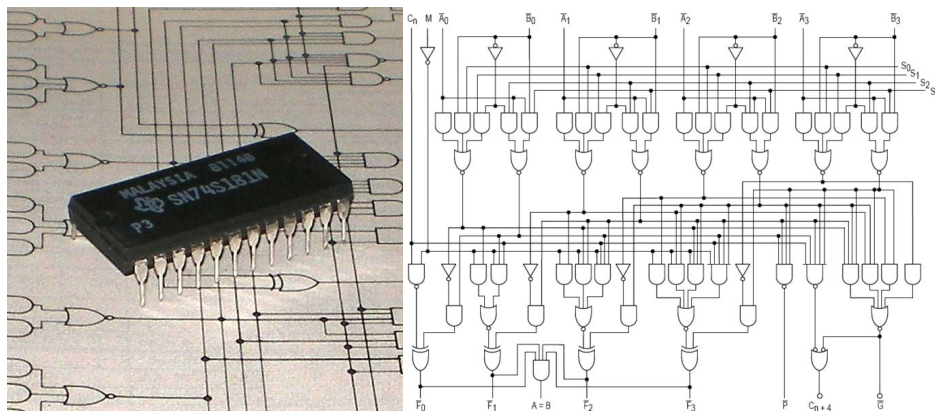 MALAYSIA 8114B
SN74S181N
P3
Cn M A0 B0 A1 B1 A2 B2 A3 B3
S0
S1
S2
S
F0 F1 A = B F2 F3 P Cn+4 G